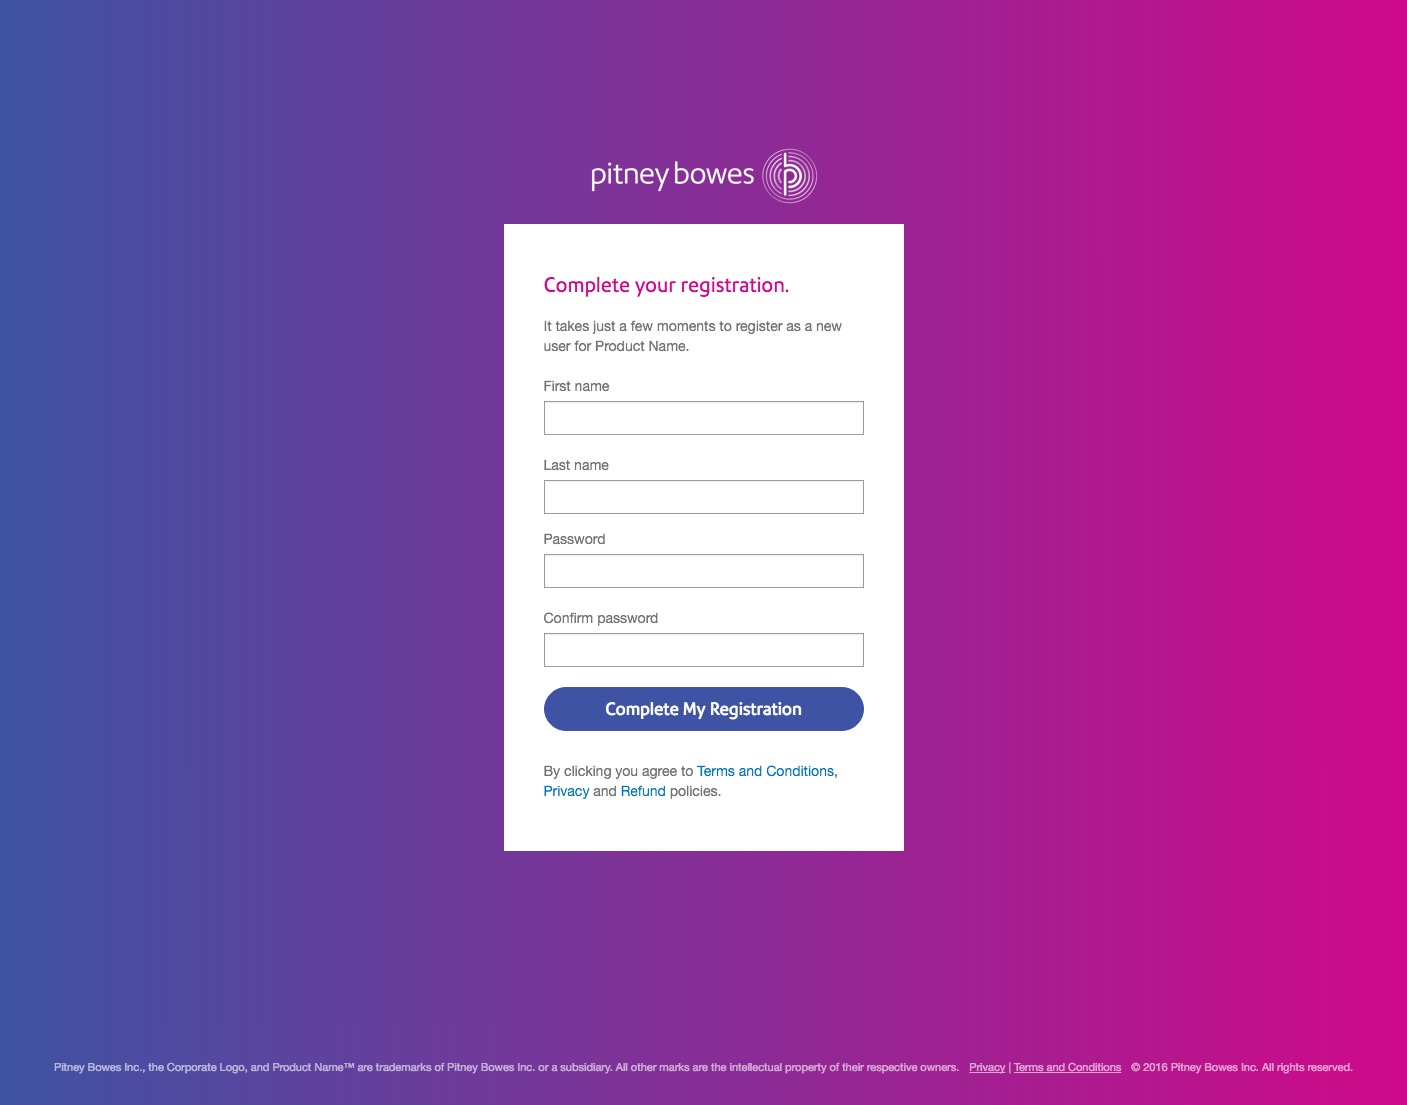 pitney bowes
Complete your registration.
It takes just a few moments to register as a new
user for Product Name.
First name
Last name
Password
Confirm password
Complete My Registration
By clicking you agree to Terms and Conditions,
Privacy and Refund policies.
Pitney Bowes Inc., the Corporate Logo, and Product Name™ are trademarks of Pitney Bowes Inc. or a subsidiary. All other marks are the intellectual property of their respective owners. Privacy | Terms and Conditions © 2016 Pitney Bowes Inc. All rights reserved.